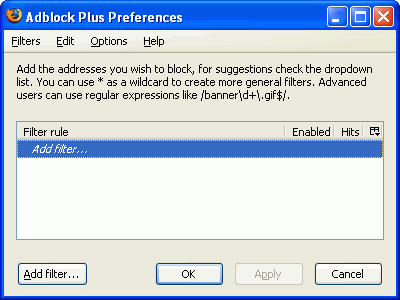 Adblock Plus Preferences
Filters Edit Options Help
Add the addresses you wish to block, for suggestions check the dropdown
list. You can use * as a wildcard to create more general filters. Advanced
users can use regular expressions like /banner\d+\.gif$/.
Filter rule Enabled Hits
Add filter...
Add filter... OK Apply Cancel